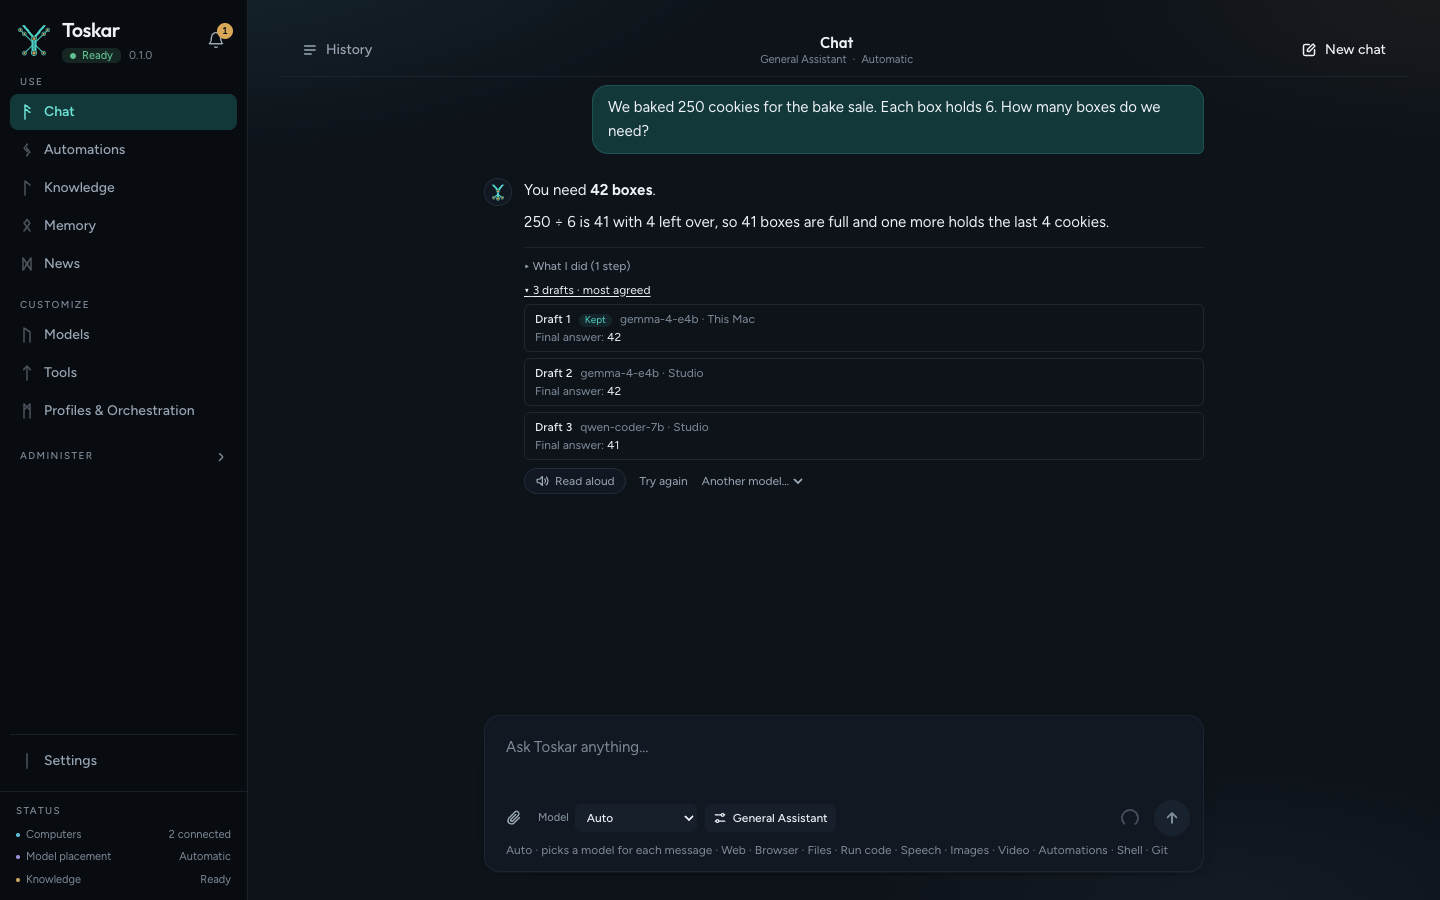 Toskar
1
Ready 0.1.0
USE
Chat
Automations
Knowledge
Memory
News
CUSTOMIZE
Models
Tools
Profiles & Orchestration
ADMINISTER
Settings
STATUS
Computers 2 connected
Model placement Automatic
Knowledge Ready
History
Chat
General Assistant · Automatic
New chat
We baked 250 cookies for the bake sale. Each box holds 6. How many boxes do we
need?
You need 42 boxes.
250 ÷ 6 is 41 with 4 left over, so 41 boxes are full and one more holds the last 4 cookies.
What I did (1 step)
3 drafts · most agreed
Draft 1 Kept gemma-4-e4b · This Mac
Final answer: 42
Draft 2 gemma-4-e4b · Studio
Final answer: 42
Draft 3 qwen-coder-7b · Studio
Final answer: 41
Read aloud Try again Another model...
Ask Toskar anything...
Model Auto General Assistant
Auto · picks a model for each message · Web · Browser · Files · Run code · Speech · Images · Video · Automations · Shell · Git